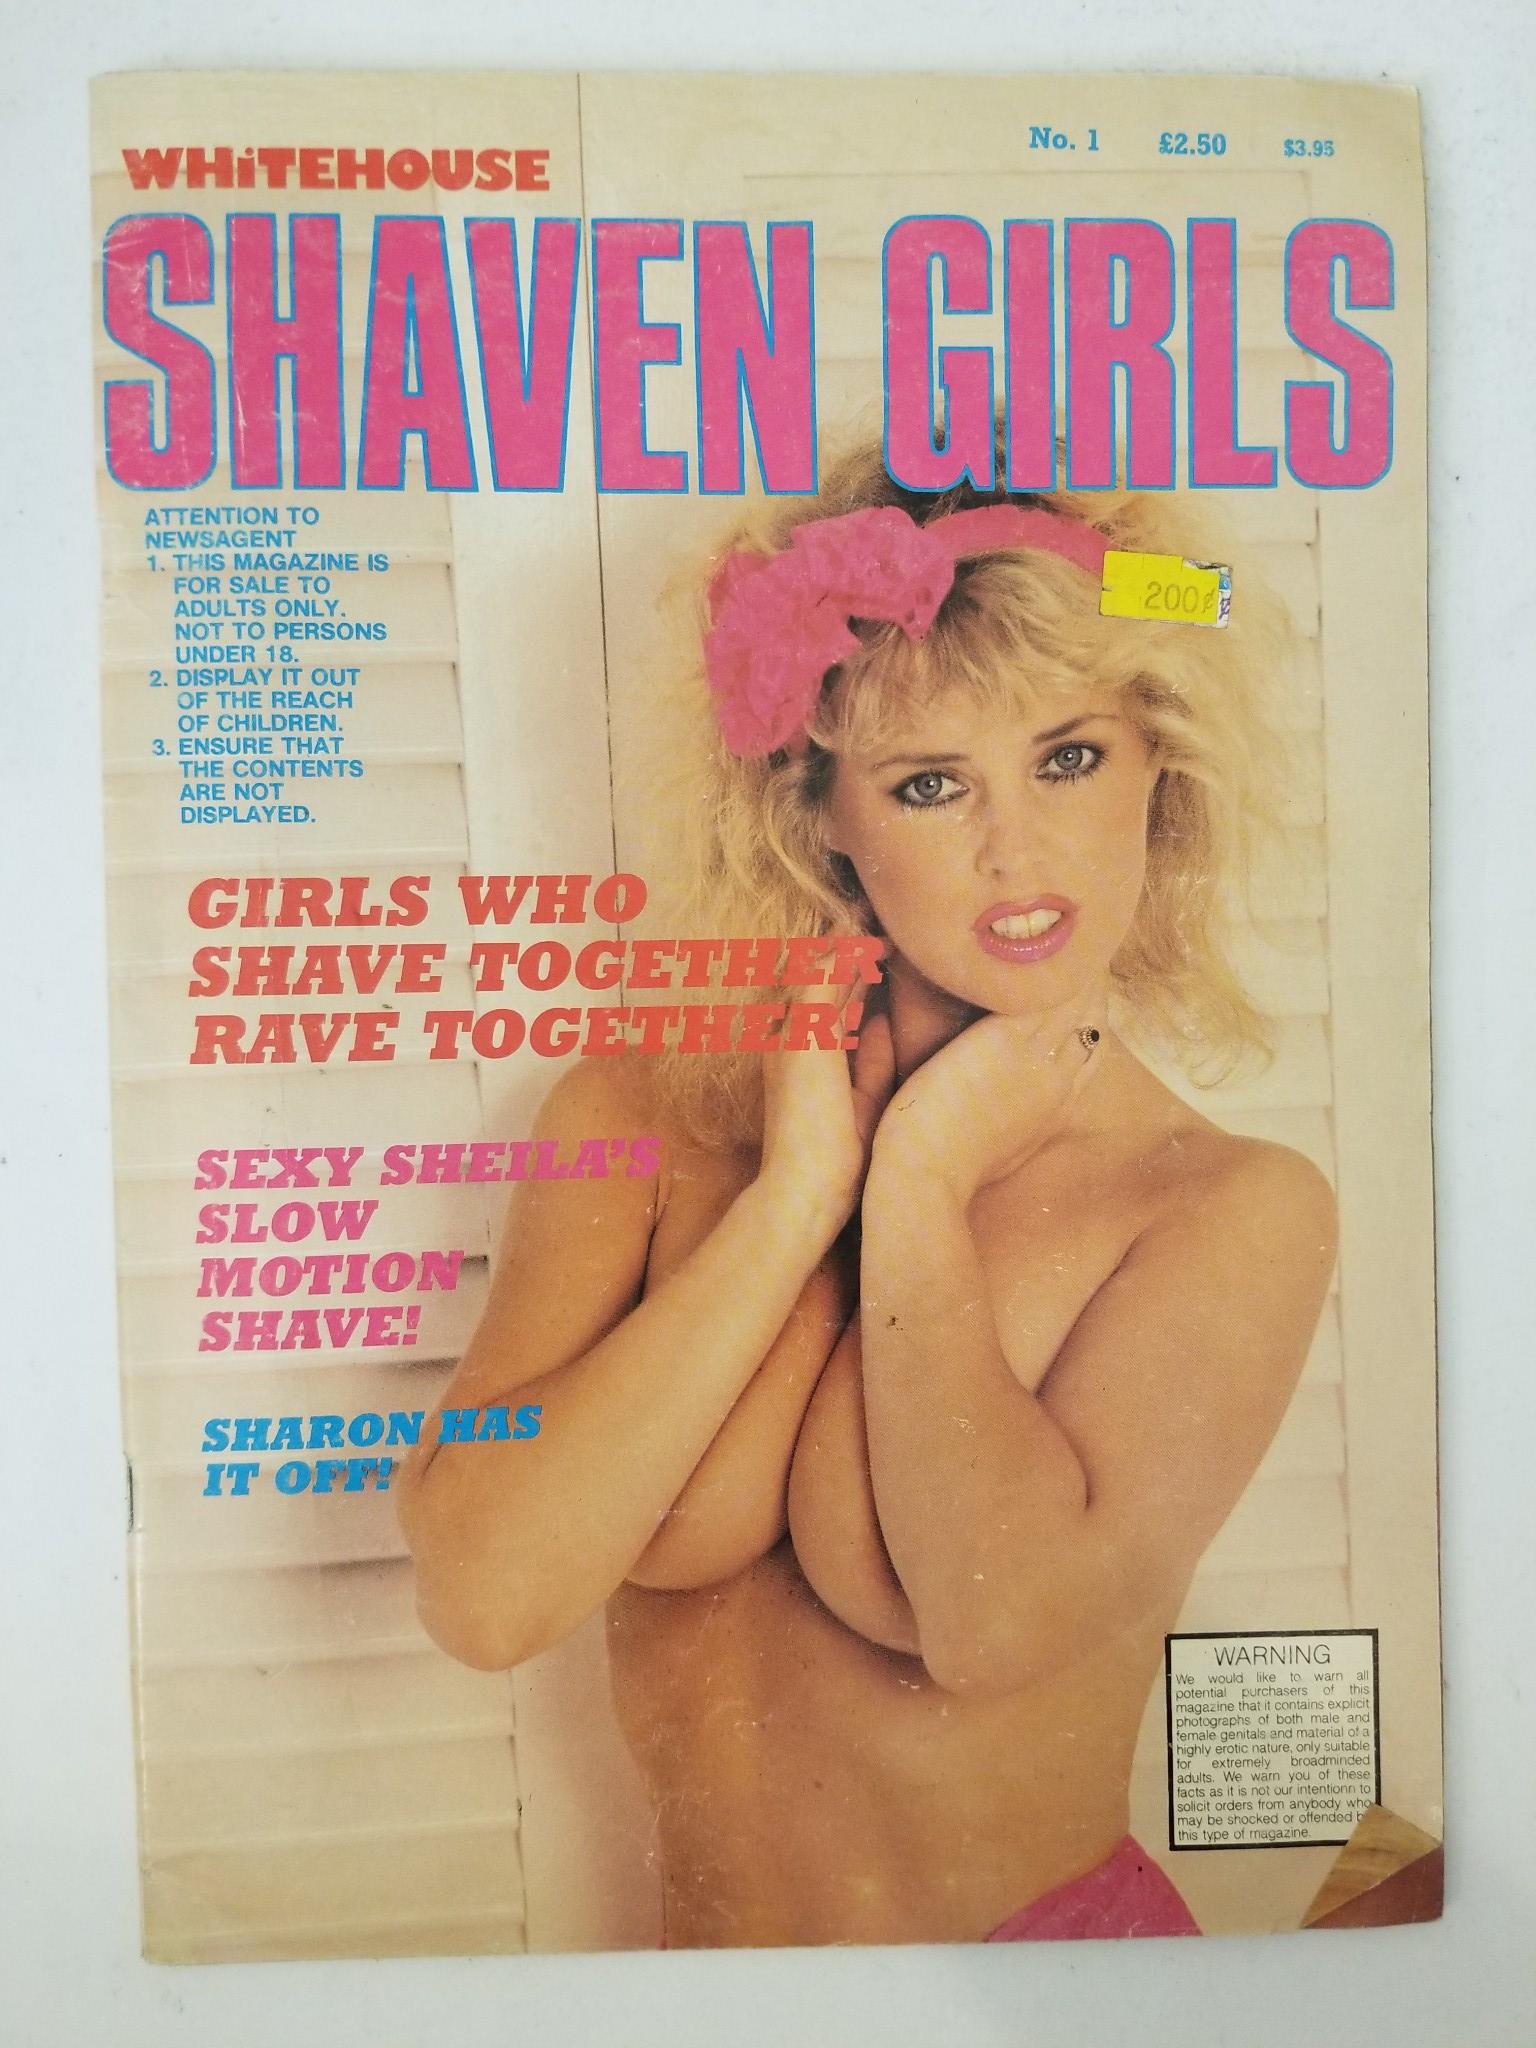 WHiTEHOUSE
No. 1 £2.50 $3.95
SHAVEN GIRLS
ATTENTION TO
NEWSAGENT
1. THIS MAGAZINE IS
FOR SALE TO
ADULTS ONLY.
NOT TO PERSONS
UNDER 18.
2. DISPLAY IT OUT
OF THE REACH
OF CHILDREN.
3. ENSURE THAT
THE CONTENTS
ARE NOT
DISPLAYED.
200¢
GIRLS WHO
SHAVE TOGETHER
RAVE TOGETHER!
SEXY SHEILA'S
SLOW
MOTION
SHAVE!
SHARON HAS
IT OFF!
WARNING
We would like to warn all
potential purchasers of this
magazine that it contains explicit
photographs of both male and
female genitals and material of a
highly erotic nature, only suitable
for extremely broadminded
adults. We warn you of these
facts as it is not our intentionn to
solicit orders from anybody who
may be shocked or offended
this type of magazine.